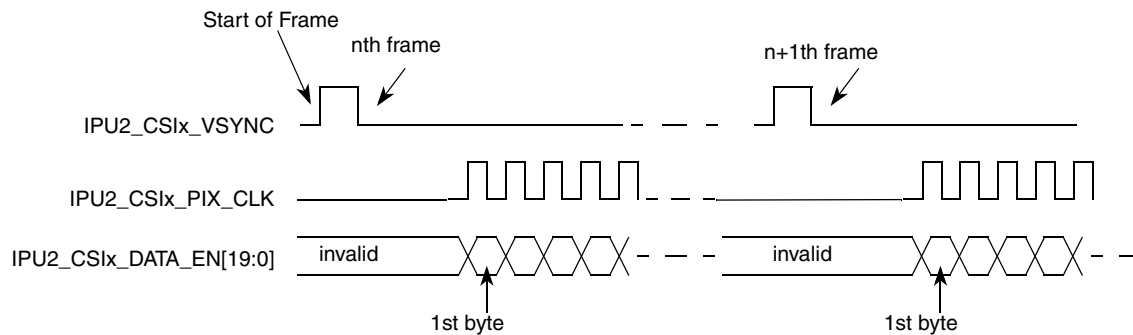 Start of Frame
nth frame
n+1th frame
IPU2_CSIx_VSYNC
IPU2_CSIx_PIX_CLK
IPU2_CSIx_DATA_EN[19:0]
invalid
invalid
1st byte
1st byte